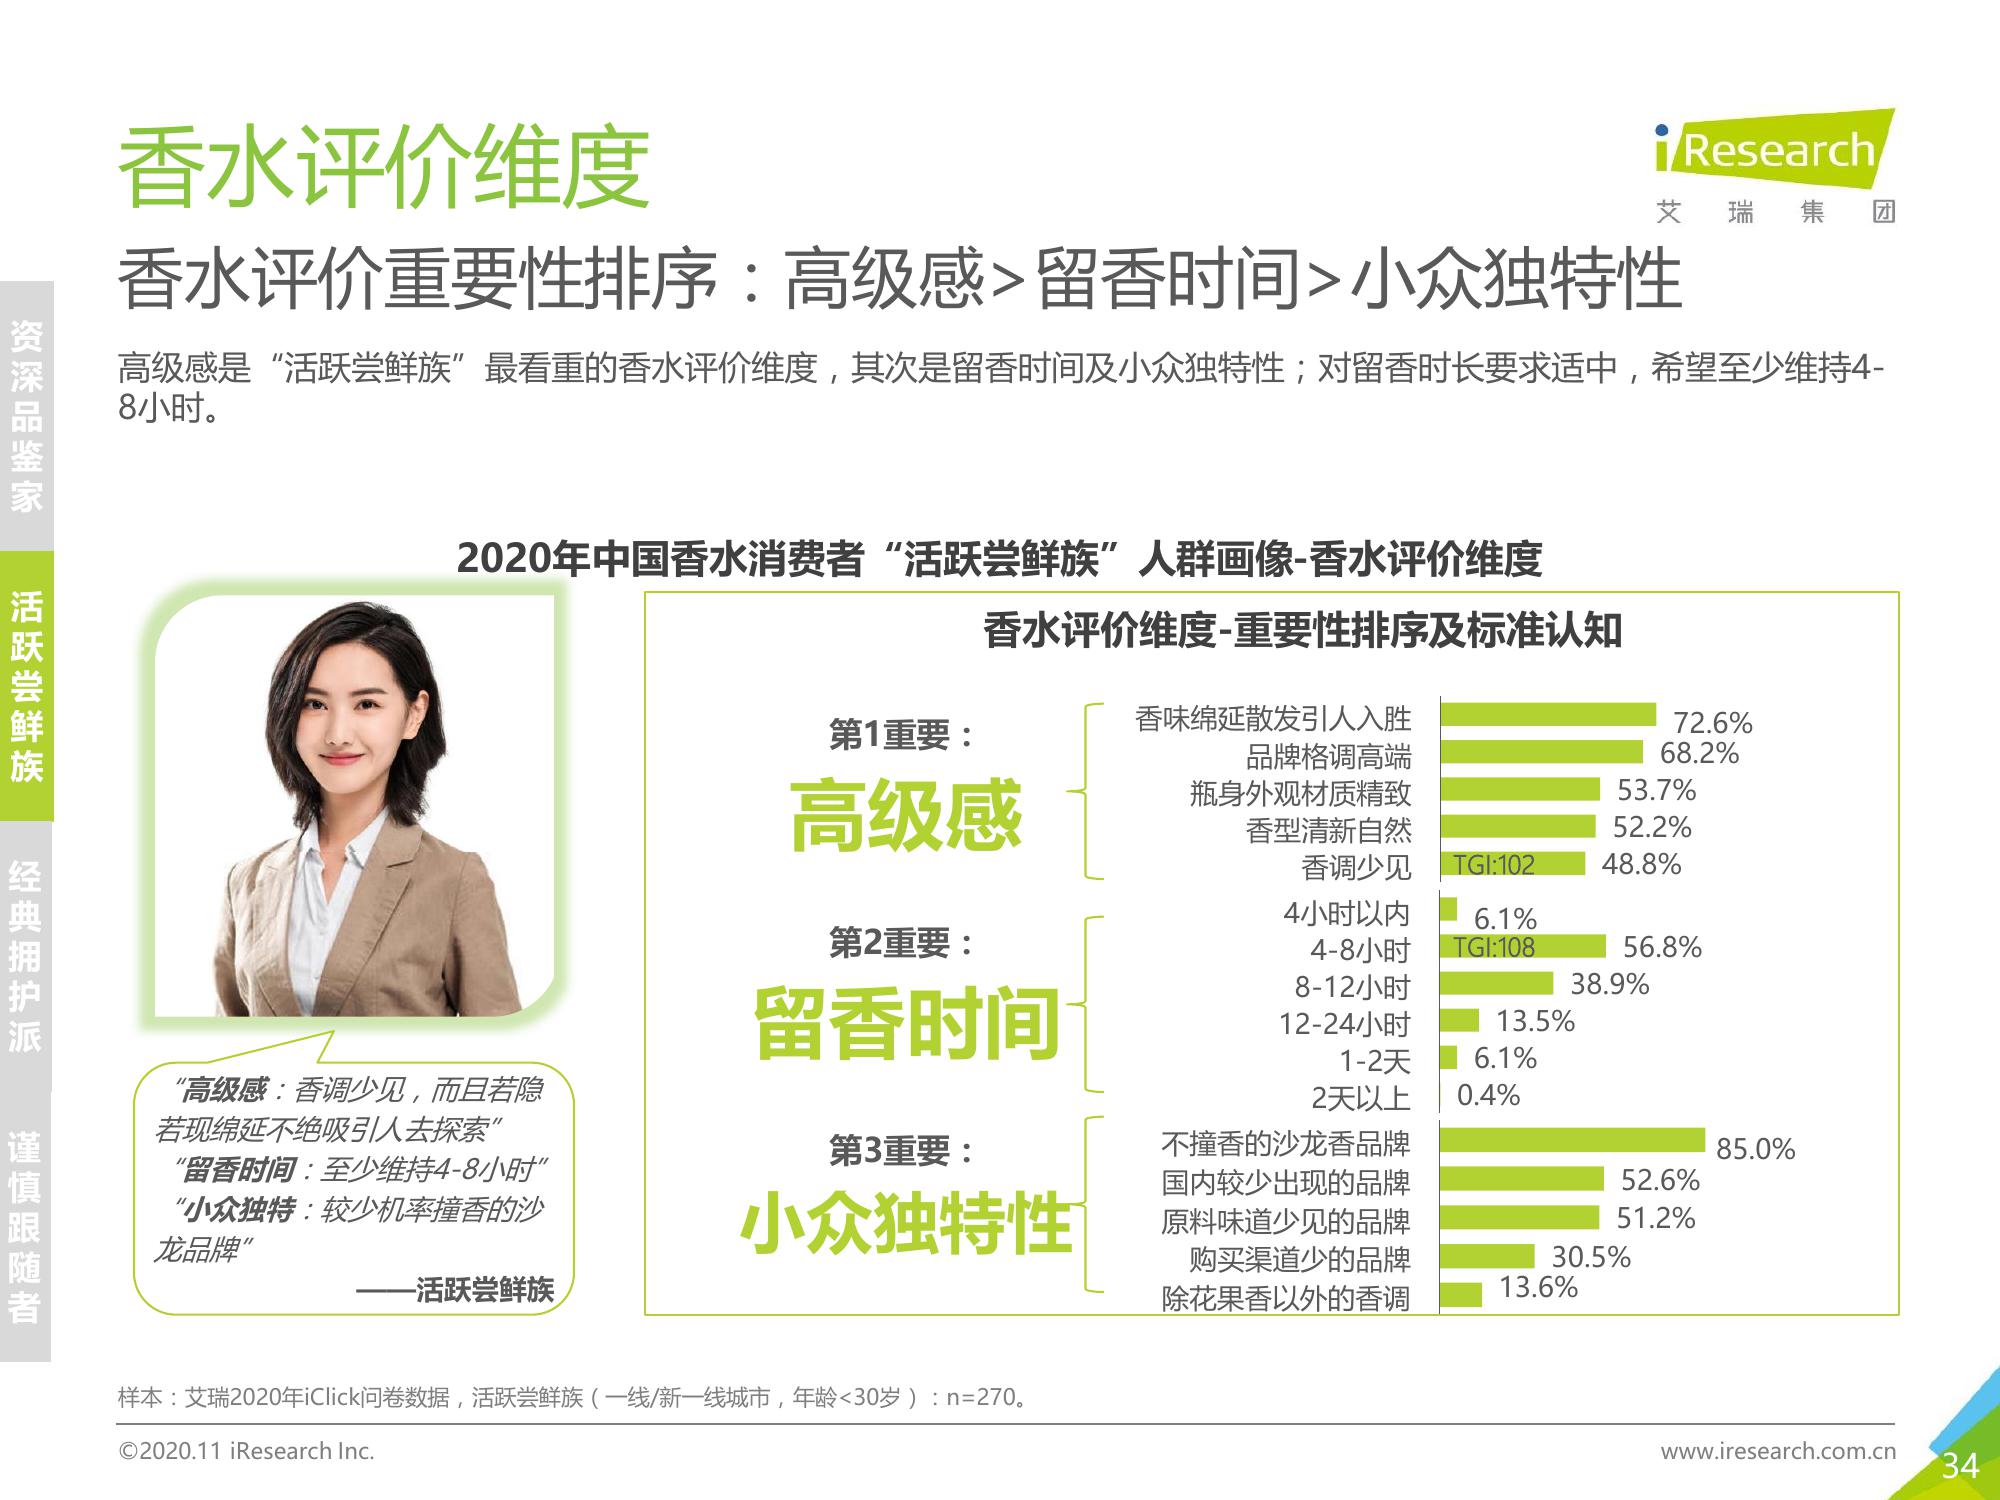 香水评价维度
iResearch
艾瑞集团
香水评价重要性排序：高级感>留香时间>小众独特性
高级感是“活跃尝鲜族”最看重的香水评价维度，其次是留香时间及小众独特性；对留香时长要求适中，希望至少维持4-
8小时。
资深品鉴家
活跃尝鲜族
经典拥护派
谨慎跟随者
2020年中国香水消费者“活跃尝鲜族”人群画像-香水评价维度
香水评价维度-重要性排序及标准认知
第1重要：
高级感
香味绵延散发引人入胜 72.6%
品牌格调高端 68.2%
瓶身外观材质精致 53.7%
香型清新自然 52.2%
香调少见 TGI:102 48.8%
第2重要：
留香时间
4小时以内 6.1%
4-8小时 TGI:108 56.8%
8-12小时 38.9%
12-24小时 13.5%
1-2天 6.1%
2天以上 0.4%
第3重要：
小众独特性
不撞香的沙龙香品牌 85.0%
国内较少出现的品牌 52.6%
原料味道少见的品牌 51.2%
购买渠道少的品牌 30.5%
除花果香以外的香调 13.6%
“高级感：香调少见，而且若隐
若现绵延不绝吸引人去探索”
“留香时间：至少维持4-8小时”
“小众独特：较少机率撞香的沙
龙品牌”
——活跃尝鲜族
样本：艾瑞2020年iClick问卷数据，活跃尝鲜族（一线/新一线城市，年龄<30岁）：n=270。
©2020.11 iResearch Inc.
www.iresearch.com.cn
34